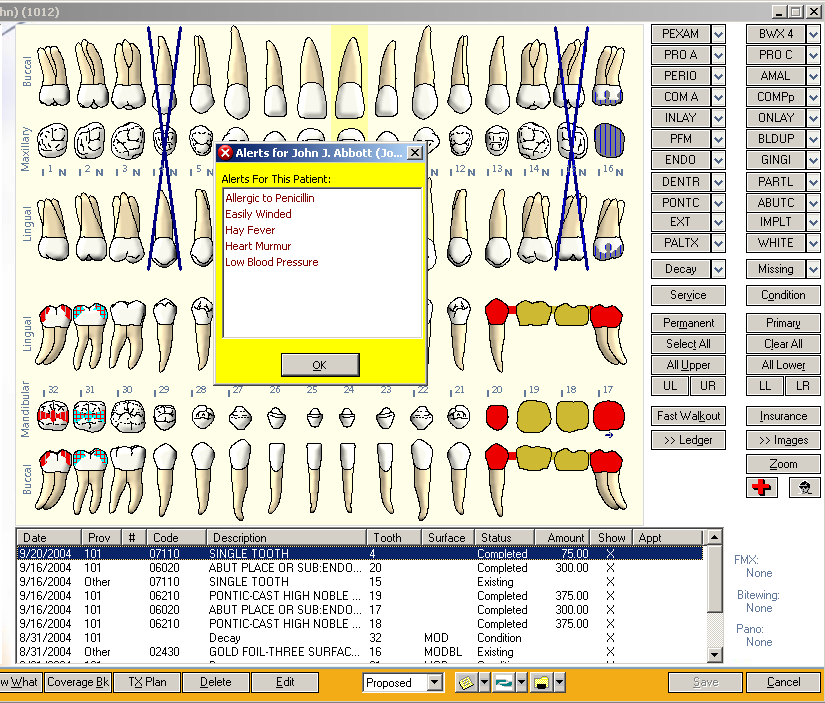 hn) (1012)
Buccal
Maxillary
1 N 2 N 3 N 12 N 13 N 14 N 15 N 16 N
Lingual
Lingual
32 31 30 29 28 27 26 25 24 23 22 21 20 19 18 17
Mandibular
Buccal
Alerts for John J. Abbott (Jo...
Alerts For This Patient:
Allergic to Penicillin
Easily Winded
Hay Fever
Heart Murmur
Low Blood Pressure
OK
PEXAM BWX 4
PRO A PRO C
PERIO AMAL
COM A COMPp
INLAY ONLAY
PFM BLDUP
ENDO GINGI
DENTR PARTL
PONTC ABUTC
EXT IMPLT
PALTX WHITE
Decay Missing
Service Condition
Permanent Primary
Select All Clear All
All Upper All Lower
UL UR LL LR
Fast Walkout Insurance
>> Ledger >> Images
Zoom
Date Prov # Code Description Tooth Surface Status Amount Show Appt
9/20/2004 101 07110 SINGLE TOOTH 4 Completed 75.00 X
9/16/2004 101 06020 ABUT PLACE OR SUB:ENDO... 20 Completed 300.00 X
9/16/2004 Other 07110 SINGLE TOOTH 15 Existing X
9/16/2004 101 06210 PONTIC-CAST HIGH NOBLE ... 19 Completed 375.00 X
9/16/2004 101 06020 ABUT PLACE OR SUB:ENDO... 17 Completed 300.00 X
9/16/2004 101 06210 PONTIC-CAST HIGH NOBLE ... 18 Completed 375.00 X
8/31/2004 101 Decay 32 MOD Condition X
8/31/2004 Other 02430 GOLD FOIL-THREE SURFAC... 16 MODBL Existing X
FMX:
None
Bitewing:
None
Pano:
None
w What Coverage Bk TX Plan Delete Edit Proposed Save Cancel